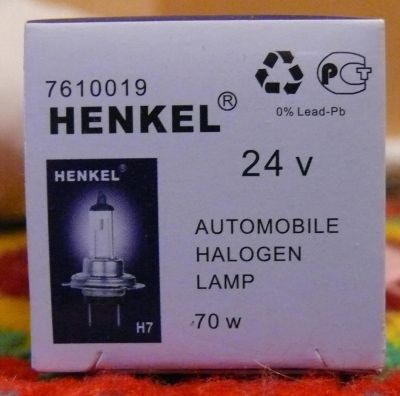 7610019
HENKEL®
0% Lead-Pb
24 v
HENKEL®
H7
AUTOMOBILE
HALOGEN
LAMP
70 w